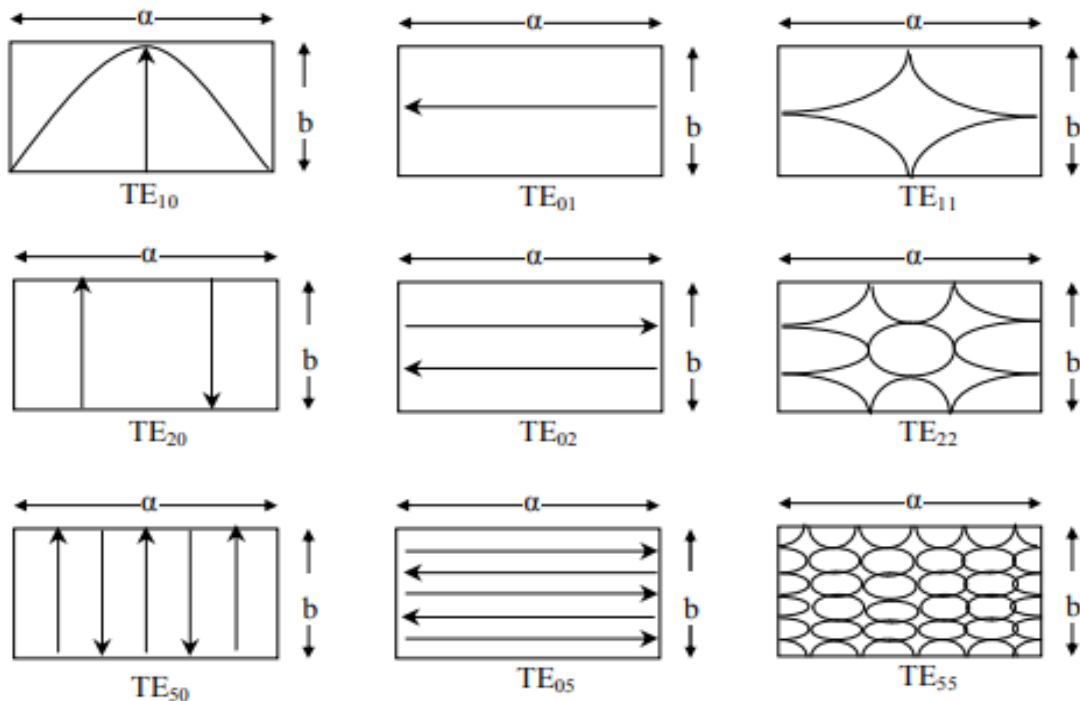 α α α
b b b
TE₁₀ TE₀₁ TE₁₁
α α α
b b b
TE₂₀ TE₀₂ TE₂₂
α α α
b b b
TE₅₀ TE₀₅ TE₅₅